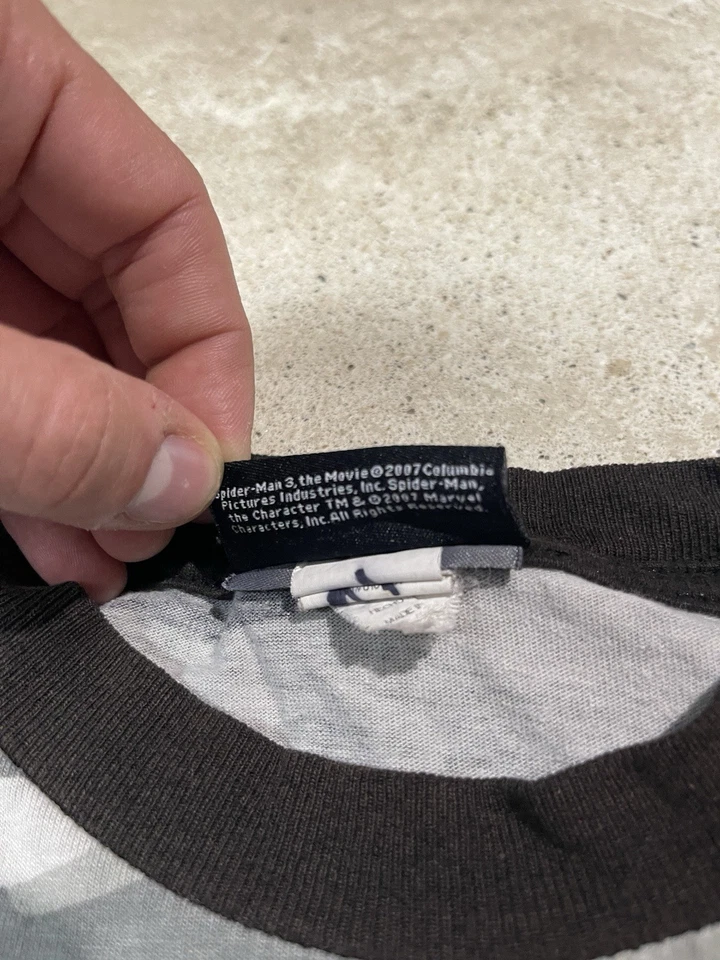 Spider-Man 3, the Movie © 2007 Columbia
Pictures Industries, Inc. Spider-Man,
the Character TM & © 2007 Marvel
Characters, Inc. All Rights Reserved.
MADE